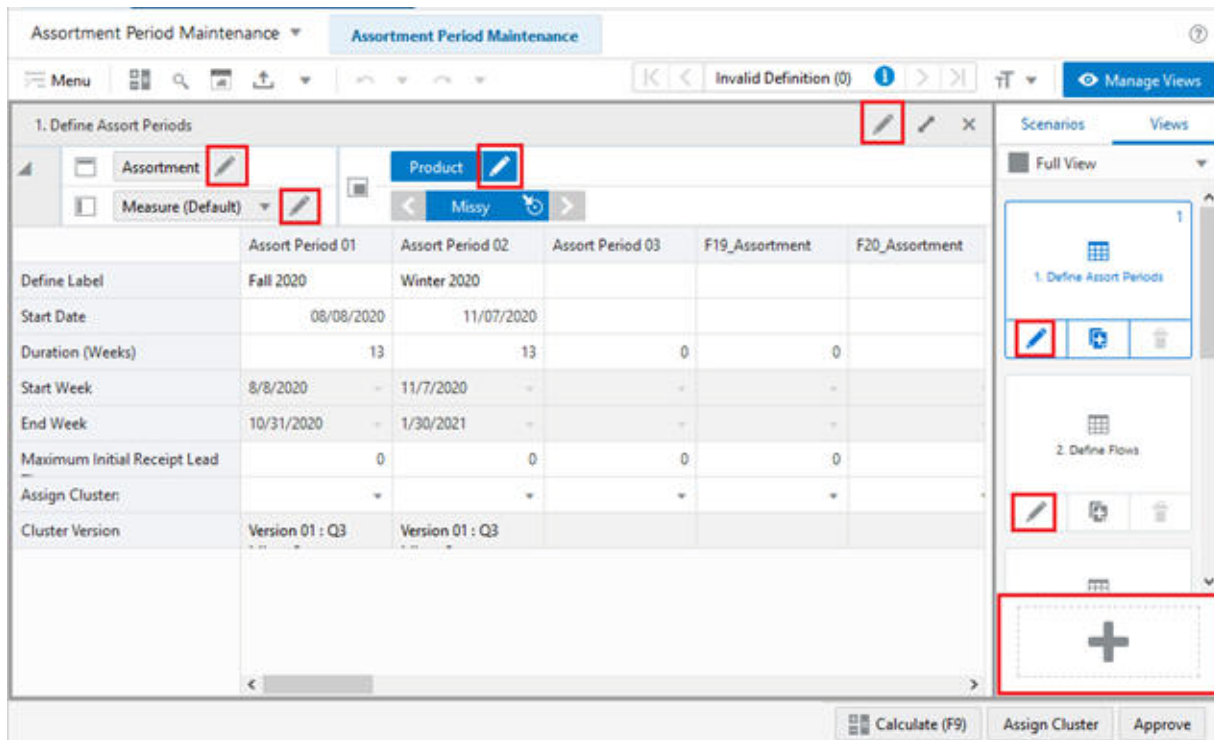 Assortment Period Maintenance Assortment Period Maintenance
Menu Invalid Definition (0) Manage Views
1. Define Assort Periods Scenarios Views
Assortment Product Full View
Measure (Default) Missy
1
Assort Period 01 Assort Period 02 Assort Period 03 F19_Assortment F20_Assortment
1. Define Assort Periods
Define Label Fall 2020 Winter 2020
Start Date 08/08/2020 11/07/2020
Duration (Weeks) 13 13 0 0
Start Week 8/8/2020 11/7/2020
End Week 10/31/2020 1/30/2021
2. Define Flows
Maximum Initial Receipt Lead 0 0 0 0
Assign Cluster:
Cluster Version Version 01 : Q3 Version 01 : Q3
Calculate (F9) Assign Cluster Approve